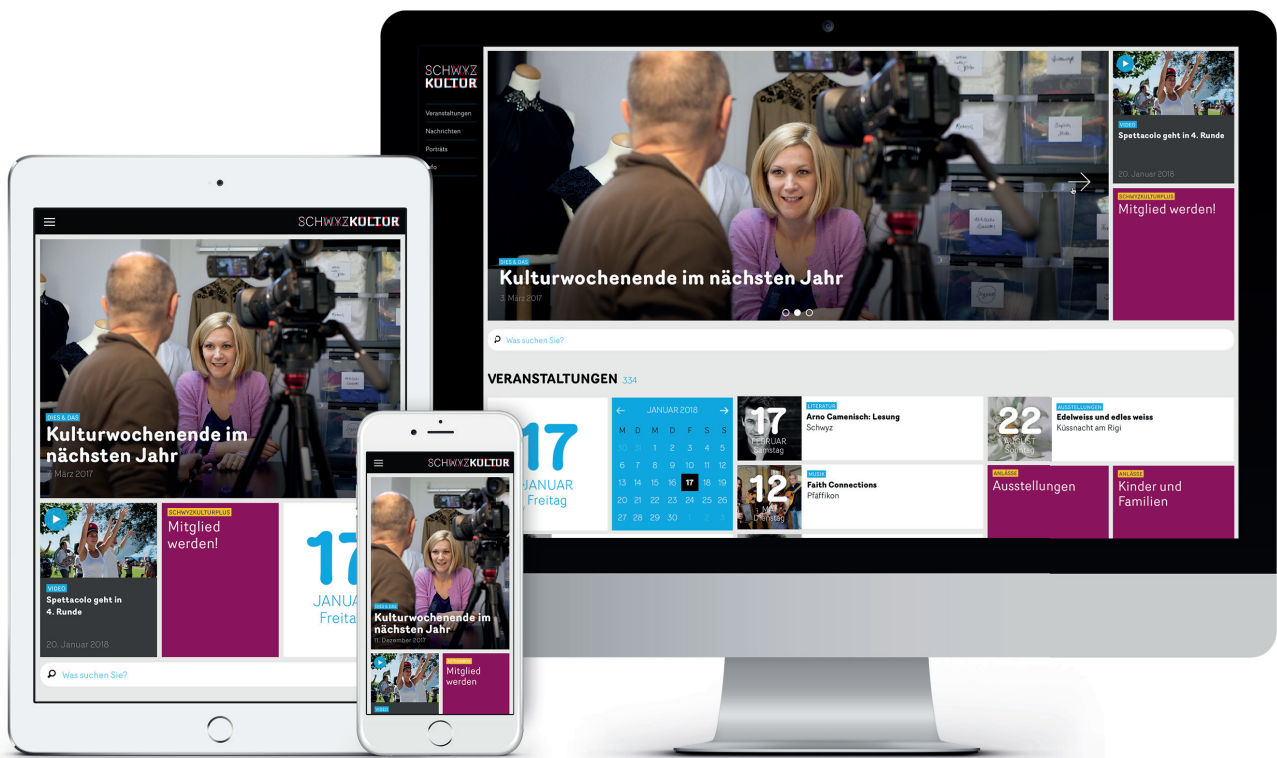 SCHWYZ
KULTUR
Veranstaltungen
Nachrichten
Porträts
DIES & DAS
Kulturwochenende im nächsten Jahr
3. März 2017
VIDEO
Spettacolo geht in 4. Runde
20. Januar 2018
SCHWYZKULTURPLUS
Mitglied werden!
Was suchen Sie?
VERANSTALTUNGEN 334
17
JANUAR
Freitag
JANUAR 2018
M D M D F S S
30 31 1 2 3 4 5
6 7 8 9 10 11 12
13 14 15 16 17 18 19
20 21 22 23 24 25 26
27 28 29 30 1 2 3
17
FEBRUAR
Samstag
LITERATUR
Arno Camenisch: Lesung
Schwyz
12
Dienstag
MUSIK
Faith Connections
Pfäffikon
22
AUGUST
Sonntag
AUSSTELLUNGEN
Edelweiss und edles weiss
Küssnacht am Rigi
ANLÄSSE
Ausstellungen
ANLÄSSE
Kinder und
Familien
SCHWYZKULTUR
DIES & DAS
Kulturwochenende im
nächsten Jahr
März 2017
VIDEO
Spettacolo geht in
4. Runde
20. Januar 2018
SCHWYZKULTURPLUS
Mitglied
werden!
17
JANUA
Freita
Was suchen Sie?
SCHWYZKULTUR
DIES & DAS
Kulturwochenende im
nächsten Jahr
11. Dezember 2017
VIDEO
Mitglied
werden